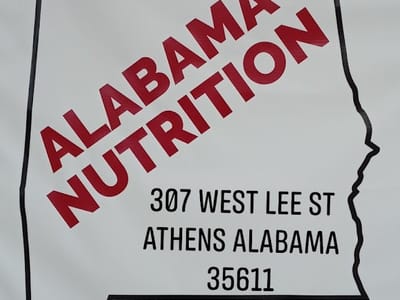 ALABAMA
NUTRITION
307 WEST LEE ST
ATHENS ALABAMA
35611